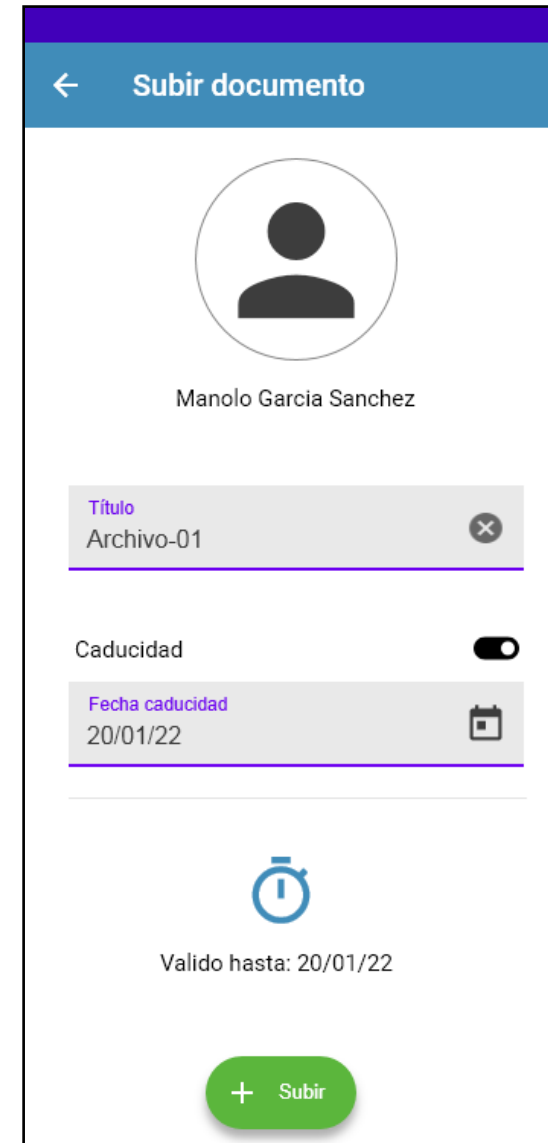 Subir documento
Manolo Garcia Sanchez
Título
Archivo-01
Caducidad
Fecha caducidad
20/01/22
Valido hasta: 20/01/22
+ Subir